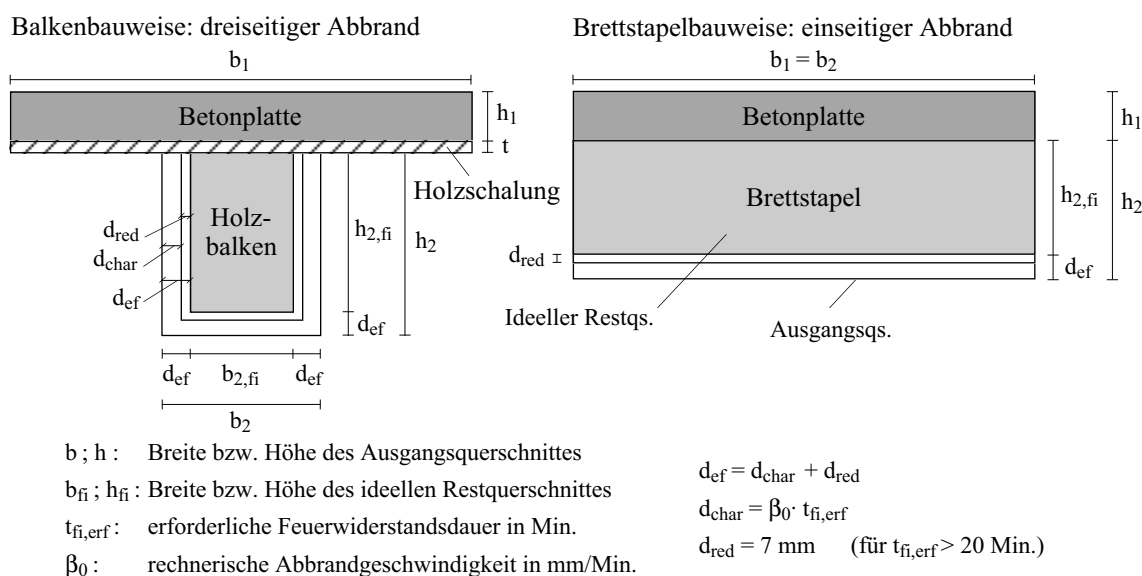 Balkenbauweise: dreiseitiger Abbrand
b1
Betonplatte
h1
t
Holzschalung
Holz-
balken
dred
dchar
def
h2,fi
h2
def
def
b2,fi
def
b2
Brettstapelbauweise: einseitiger Abbrand
b1 = b2
Betonplatte
h1
Brettstapel
h2,fi
h2
dred
def
Ideeller Restqs.
Ausgangsqs.
b ; h : Breite bzw. Höhe des Ausgangsquerschnittes
bfi ; hfi : Breite bzw. Höhe des ideellen Restquerschnittes
tfi,erf : erforderliche Feuerwiderstandsdauer in Min.
β0 : rechnerische Abbrandgeschwindigkeit in mm/Min.
def = dchar + dred
dchar = β0· tfi,erf
dred = 7 mm (für tfi,erf > 20 Min.)